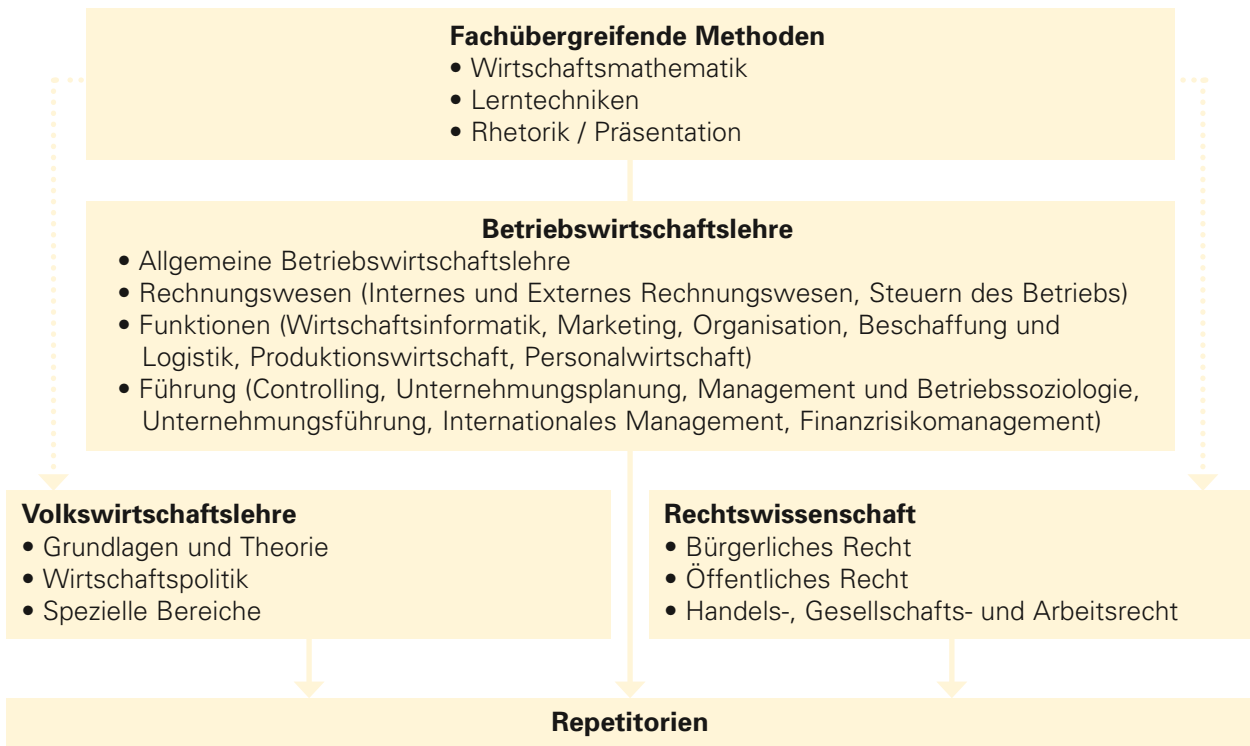 Fachübergreifende Methoden
• Wirtschaftsmathematik
• Lerntechniken
• Rhetorik / Präsentation
Betriebswirtschaftslehre
• Allgemeine Betriebswirtschaftslehre
• Rechnungswesen (Internes und Externes Rechnungswesen, Steuern des Betriebs)
• Funktionen (Wirtschaftsinformatik, Marketing, Organisation, Beschaffung und
Logistik, Produktionswirtschaft, Personalwirtschaft)
• Führung (Controlling, Unternehmungsplanung, Management und Betriebssoziologie,
Unternehmungsführung, Internationales Management, Finanzrisikomanagement)
Volkswirtschaftslehre
• Grundlagen und Theorie
• Wirtschaftspolitik
• Spezielle Bereiche
Rechtswissenschaft
• Bürgerliches Recht
• Öffentliches Recht
• Handels-, Gesellschafts- und Arbeitsrecht
Repetitorien